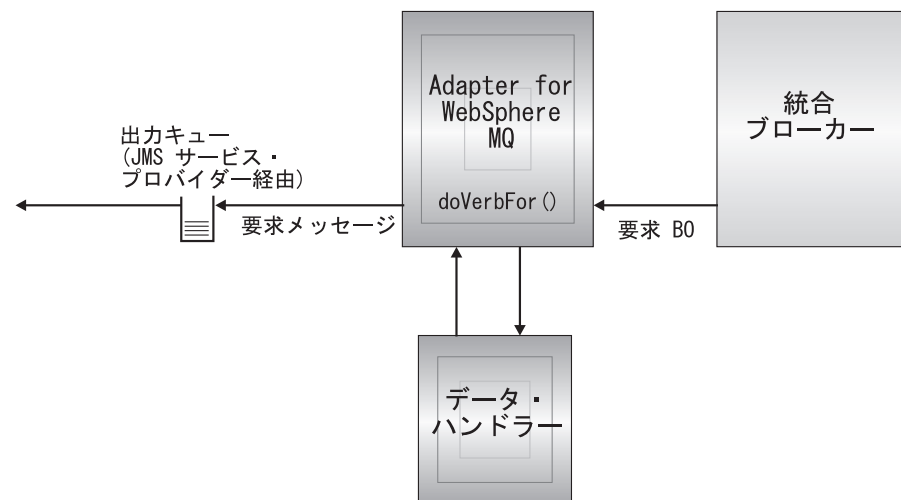 Adapter for
WebSphere
MQ
doVerbFor()
統合
ブローカー
出力キュー
(JMS サービス・
プロバイダー経由)
要求メッセージ
要求 BO
データ・
ハンドラー